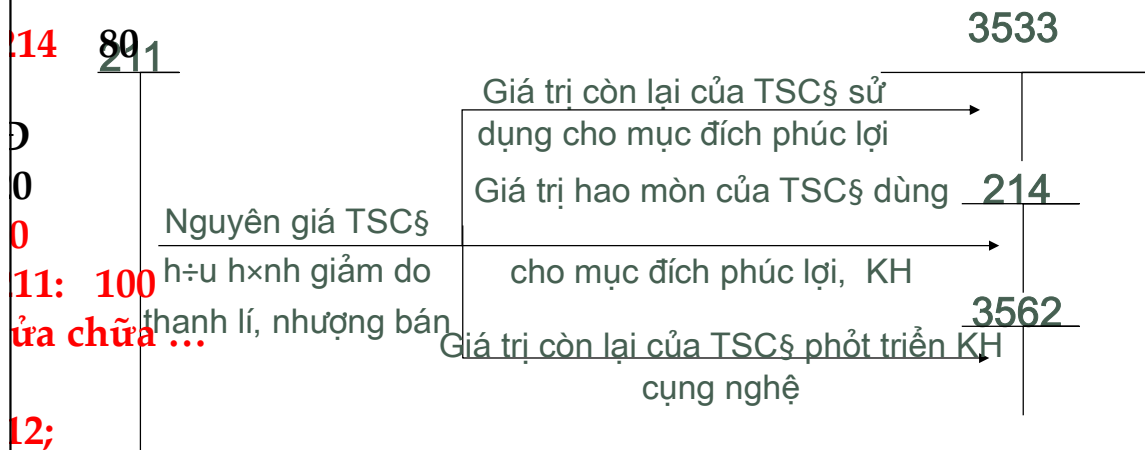 214 80
211
3533
Giá trị còn lại của TSC§ sử
dụng cho mục đích phúc lợi
Đ
0
Giá trị hao mòn của TSC§ dùng
214
Nguyên giá TSC§
0
h÷u h×nh giảm do
cho mục đích phúc lợi, KH
11: 100
thanh lí, nhượng bán
3562
ửa chữa ...
Giá trị còn lại của TSC§ phỏt triển KH
cụng nghệ
12;